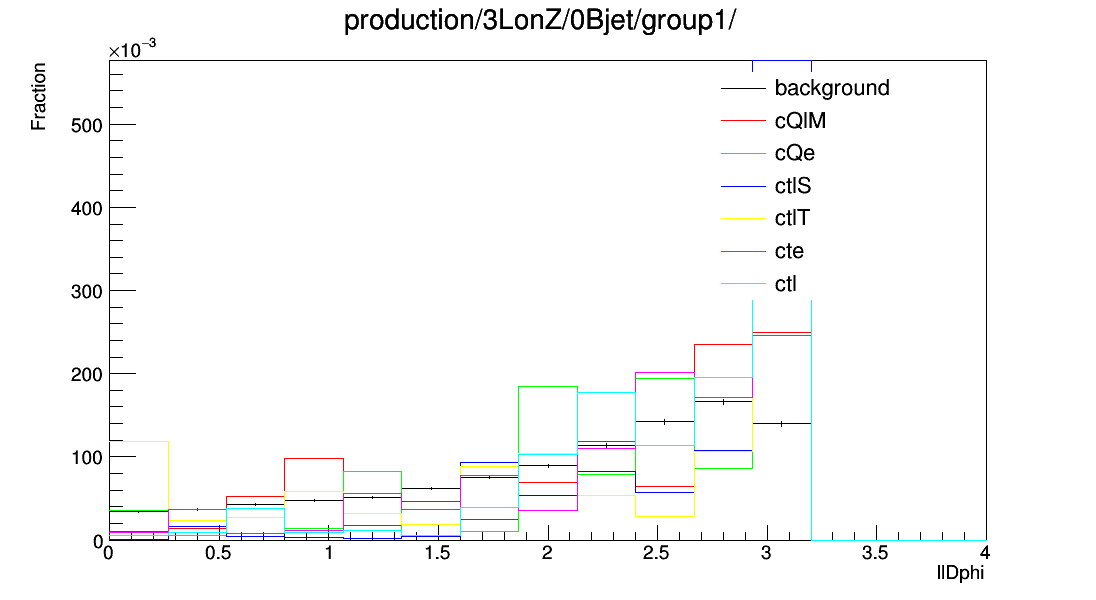 production/3LonZ/0Bjet/group1/
×10⁻³
Fraction
background
cQlM
cQe
ctlS
ctlT
cte
ctl
500
400
300
200
100
0
0 0.5 1 1.5 2 2.5 3 3.5 4
llDphi